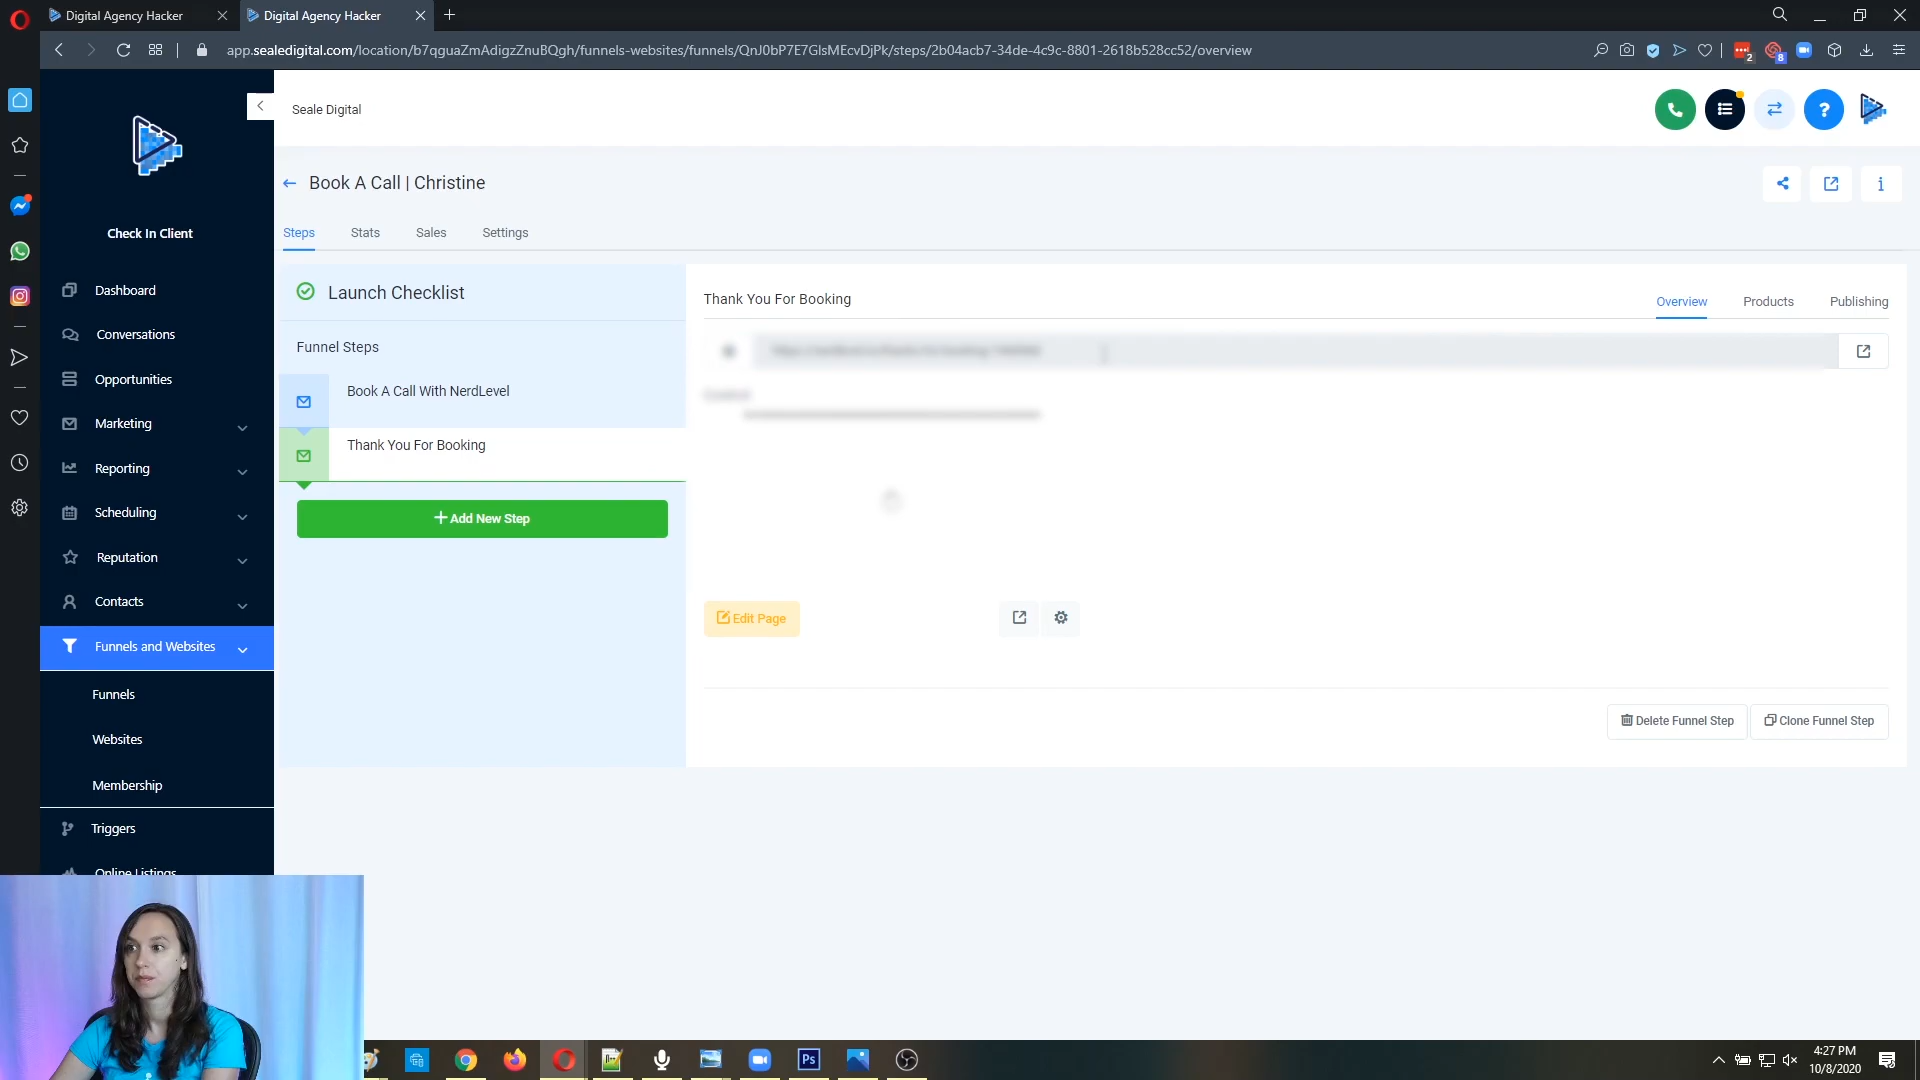 Digital Agency Hacker
Digital Agency Hacker
app.sealedigital.com/location/b7qguaZmAdigzZnuBQgh/funnels-websites/funnels/QnJ0bP7E7GlsMEcvDjPk/steps/2b04acb7-34de-4c9c-8801-2618b528cc52/overview
2
8
Seale Digital
Check In Client
Dashboard
Conversations
Opportunities
Marketing
Reporting
Scheduling
Reputation
Contacts
Funnels and Websites
Funnels
Websites
Membership
Triggers
Online Listings
Book A Call | Christine
Steps
Stats
Sales
Settings
Launch Checklist
Funnel Steps
Book A Call With NerdLevel
Thank You For Booking
+ Add New Step
Thank You For Booking
Overview
Products
Publishing
Edit Page
Delete Funnel Step
Clone Funnel Step
Ps
4:27 PM
10/8/2020